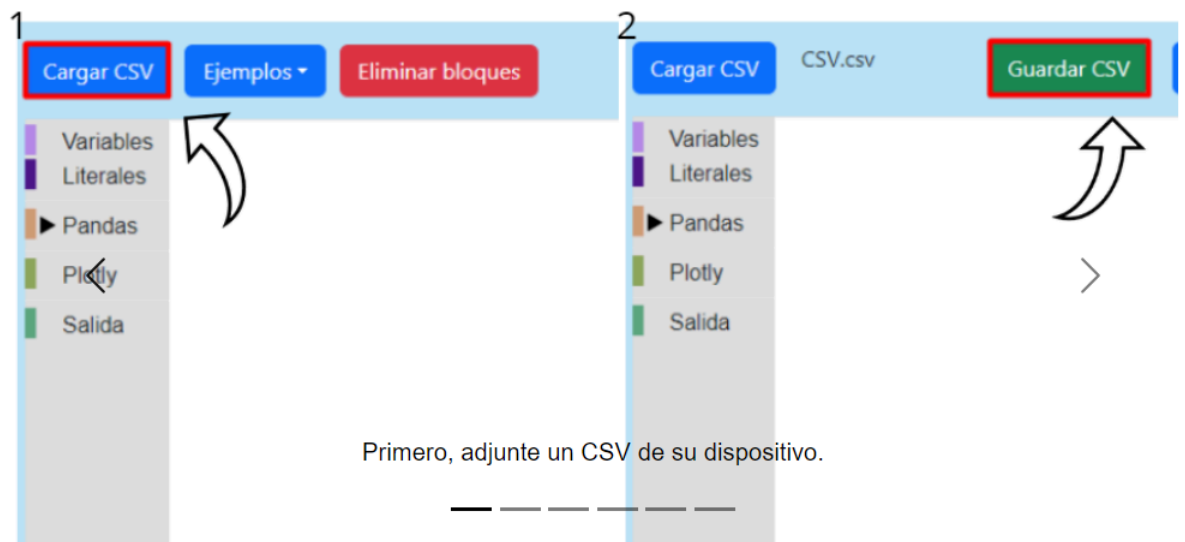 1
Cargar CSV
Ejemplos
Eliminar bloques
Variables
Literales
Pandas
Plotly
Salida
2
Cargar CSV
CSV.csv
Guardar CSV
Variables
Literales
Pandas
Plotly
Salida
Primero, adjunte un CSV de su dispositivo.